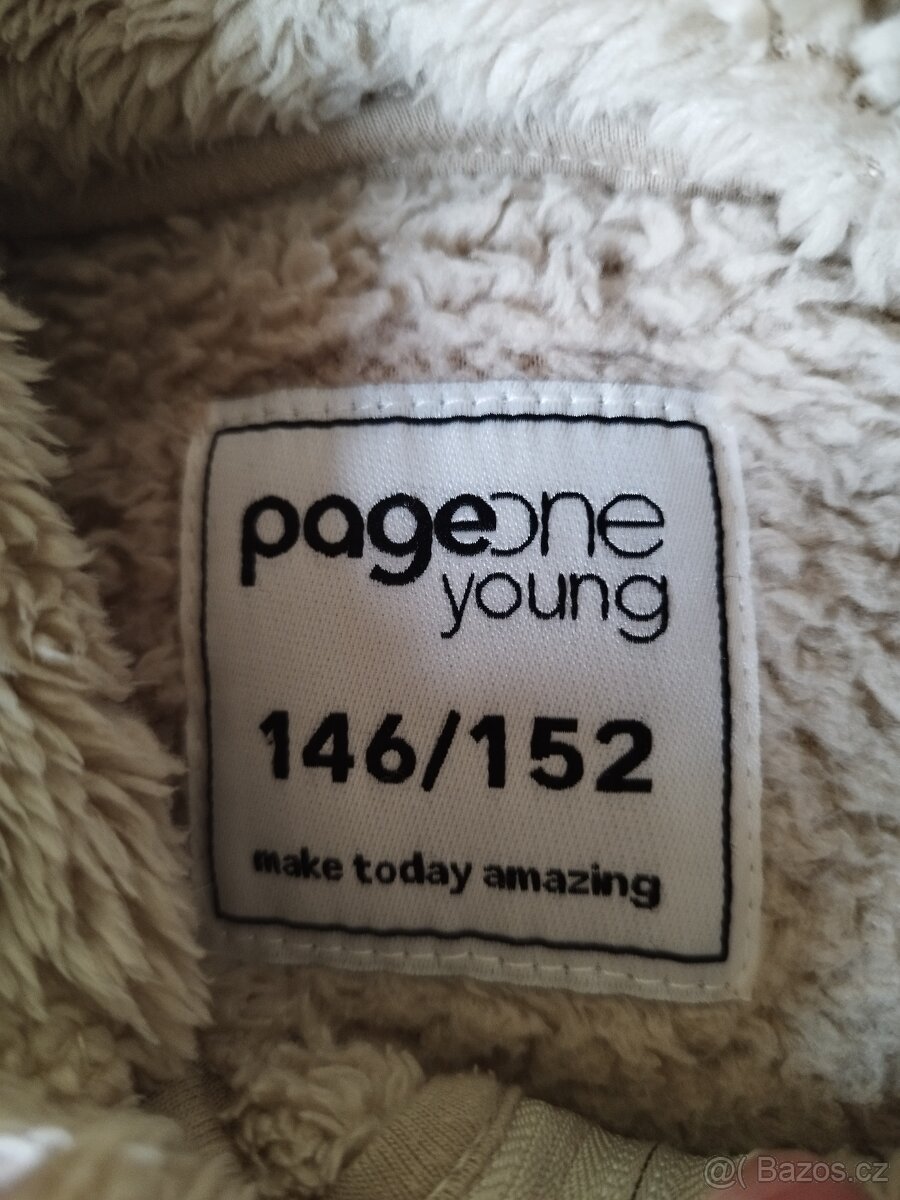 pageone
young
146/152
make today amazing
@( Bazos.cz